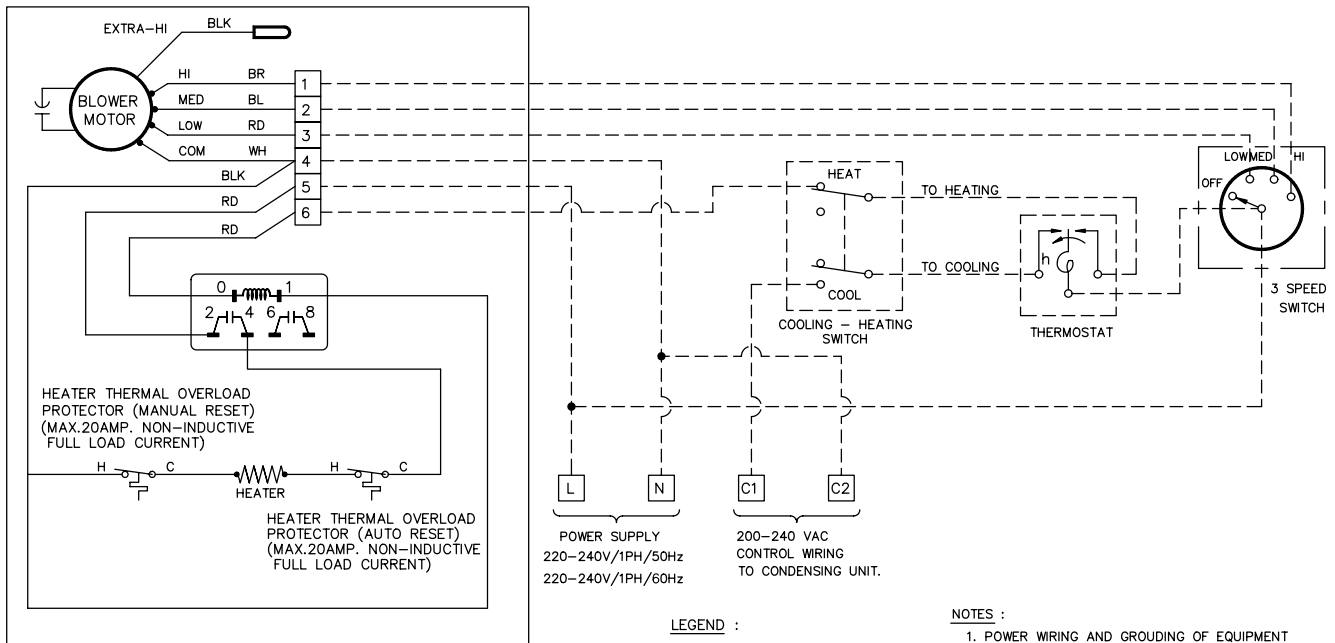 EXTRA-HI BLK
BLOWER
MOTOR
HI BR 1
MED BL 2
LOW RD 3
COM WH 4
BLK
RD 5
RD 6
0 1
2 4 6 8
HEATER THERMAL OVERLOAD
PROTECTOR (MANUAL RESET)
(MAX.20AMP. NON-INDUCTIVE
FULL LOAD CURRENT)
H C
HEATER
H C
HEATER THERMAL OVERLOAD
PROTECTOR (AUTO RESET)
(MAX.20AMP. NON-INDUCTIVE
FULL LOAD CURRENT)
HEAT
COOL
COOLING - HEATING
SWITCH
TO HEATING
TO COOLING
h
THERMOSTAT
OFF LOW MED HI
3 SPEED
SWITCH
L N
POWER SUPPLY
220-240V/1PH/50Hz
220-240V/1PH/60Hz
C1 C2
200-240 VAC
CONTROL WIRING
TO CONDENSING UNIT.
LEGEND :
NOTES :
1. POWER WIRING AND GROUDING OF EQUIPMENT